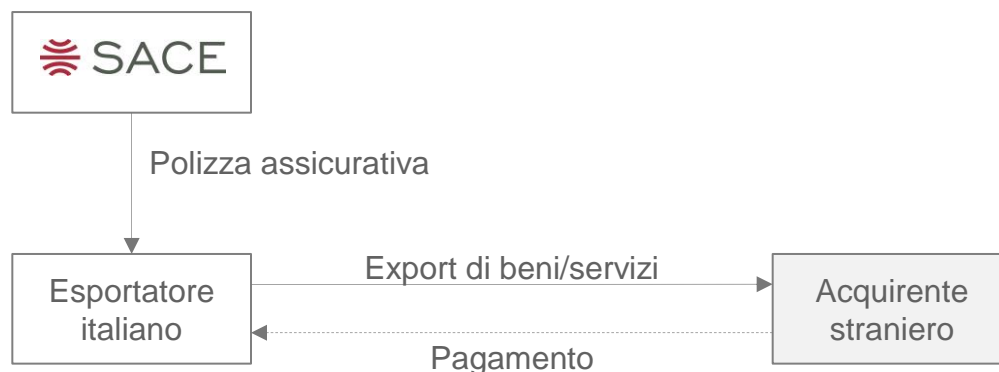 SACE
Polizza assicurativa
Export di beni/servizi
Esportatore
italiano
Acquirente
straniero
Pagamento